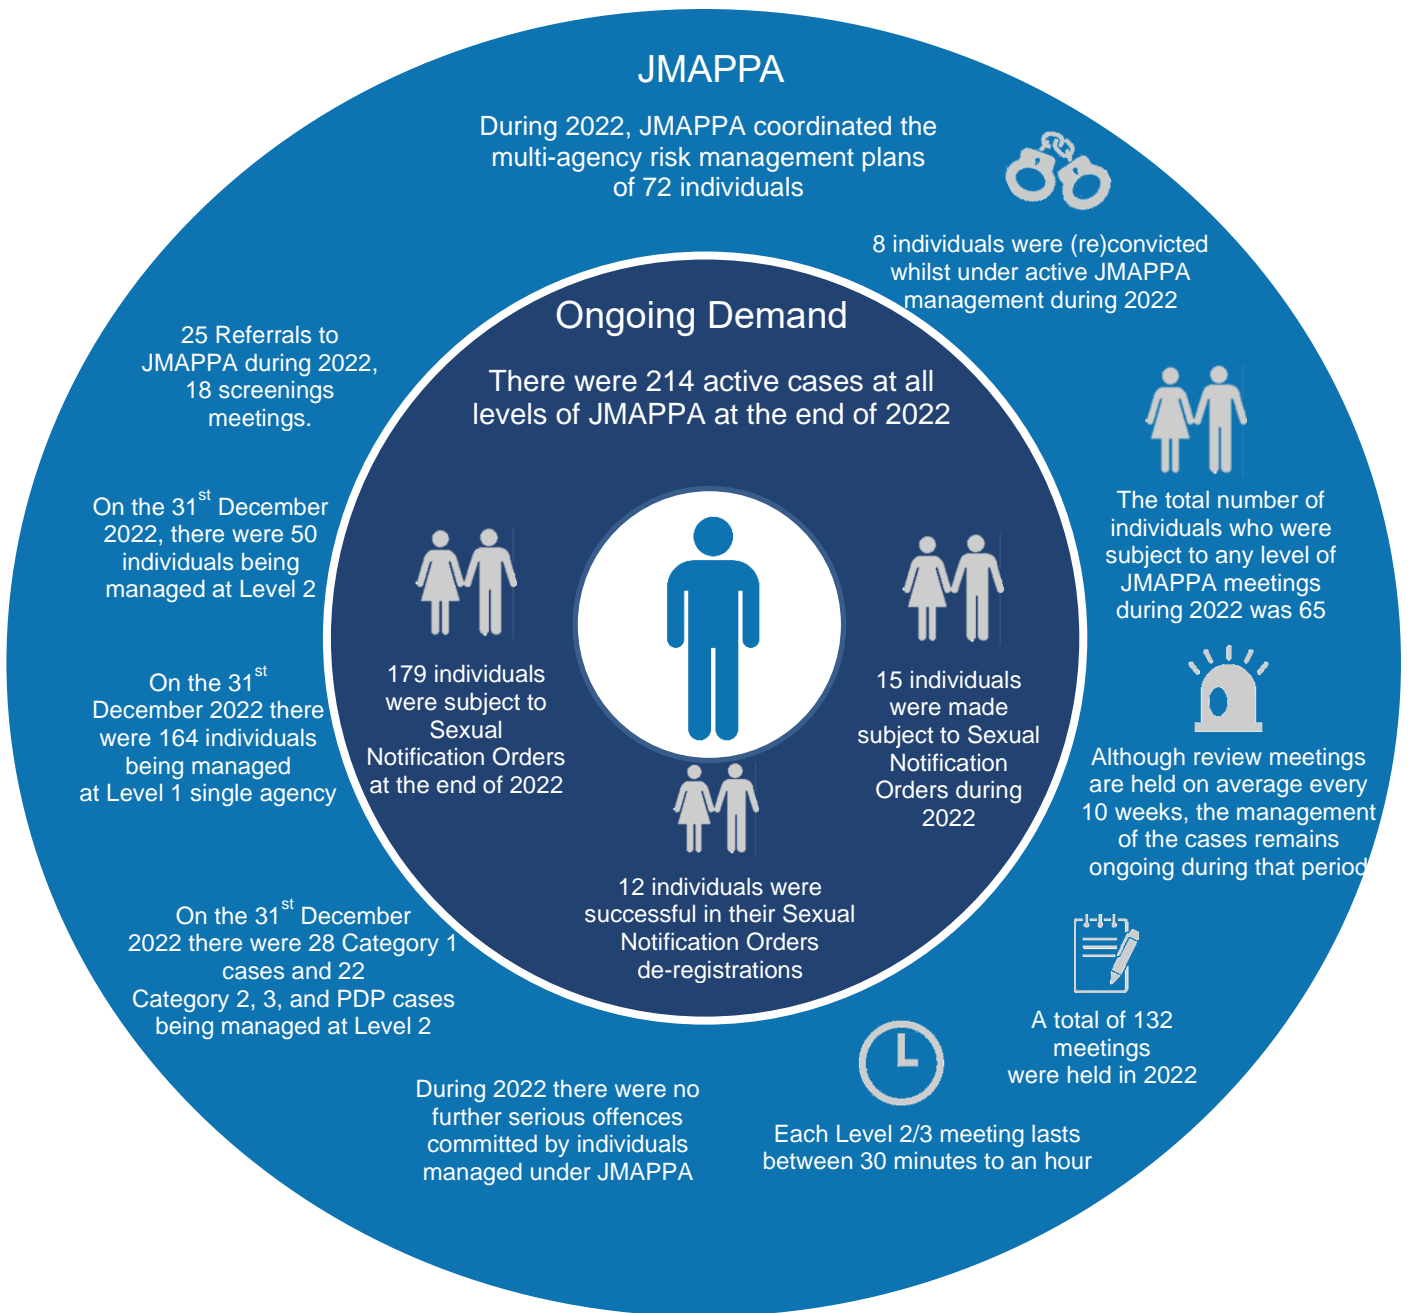 JMAPPA
During 2022, JMAPPA coordinated the
multi-agency risk management plans
of 72 individuals
8 individuals were (re)convicted
whilst under active JMAPPA
management during 2022
25 Referrals to
JMAPPA during 2022,
18 screenings
meetings.
Ongoing Demand
There were 214 active cases at all
levels of JMAPPA at the end of 2022
On the 31st December
2022, there were 50
individuals being
managed at Level 2
The total number of
individuals who were
subject to any level of
JMAPPA meetings
during 2022 was 65
On the 31st
December 2022 there
were 164 individuals
being managed
at Level 1 single agency
179 individuals
were subject to
Sexual
Notification Orders
at the end of 2022
15 individuals
were made
subject to Sexual
Notification
Orders during
2022
Although review meetings
are held on average every
10 weeks, the management
of the cases remains
ongoing during that period
12 individuals were
successful in their Sexual
Notification Orders
de-registrations
On the 31st December
2022 there were 28 Category 1
cases and 22
Category 2, 3, and PDP cases
being managed at Level 2
A total of 132
meetings
were held in 2022
During 2022 there were no
further serious offences
committed by individuals
managed under JMAPPA
Each Level 2/3 meeting lasts
between 30 minutes to an hour